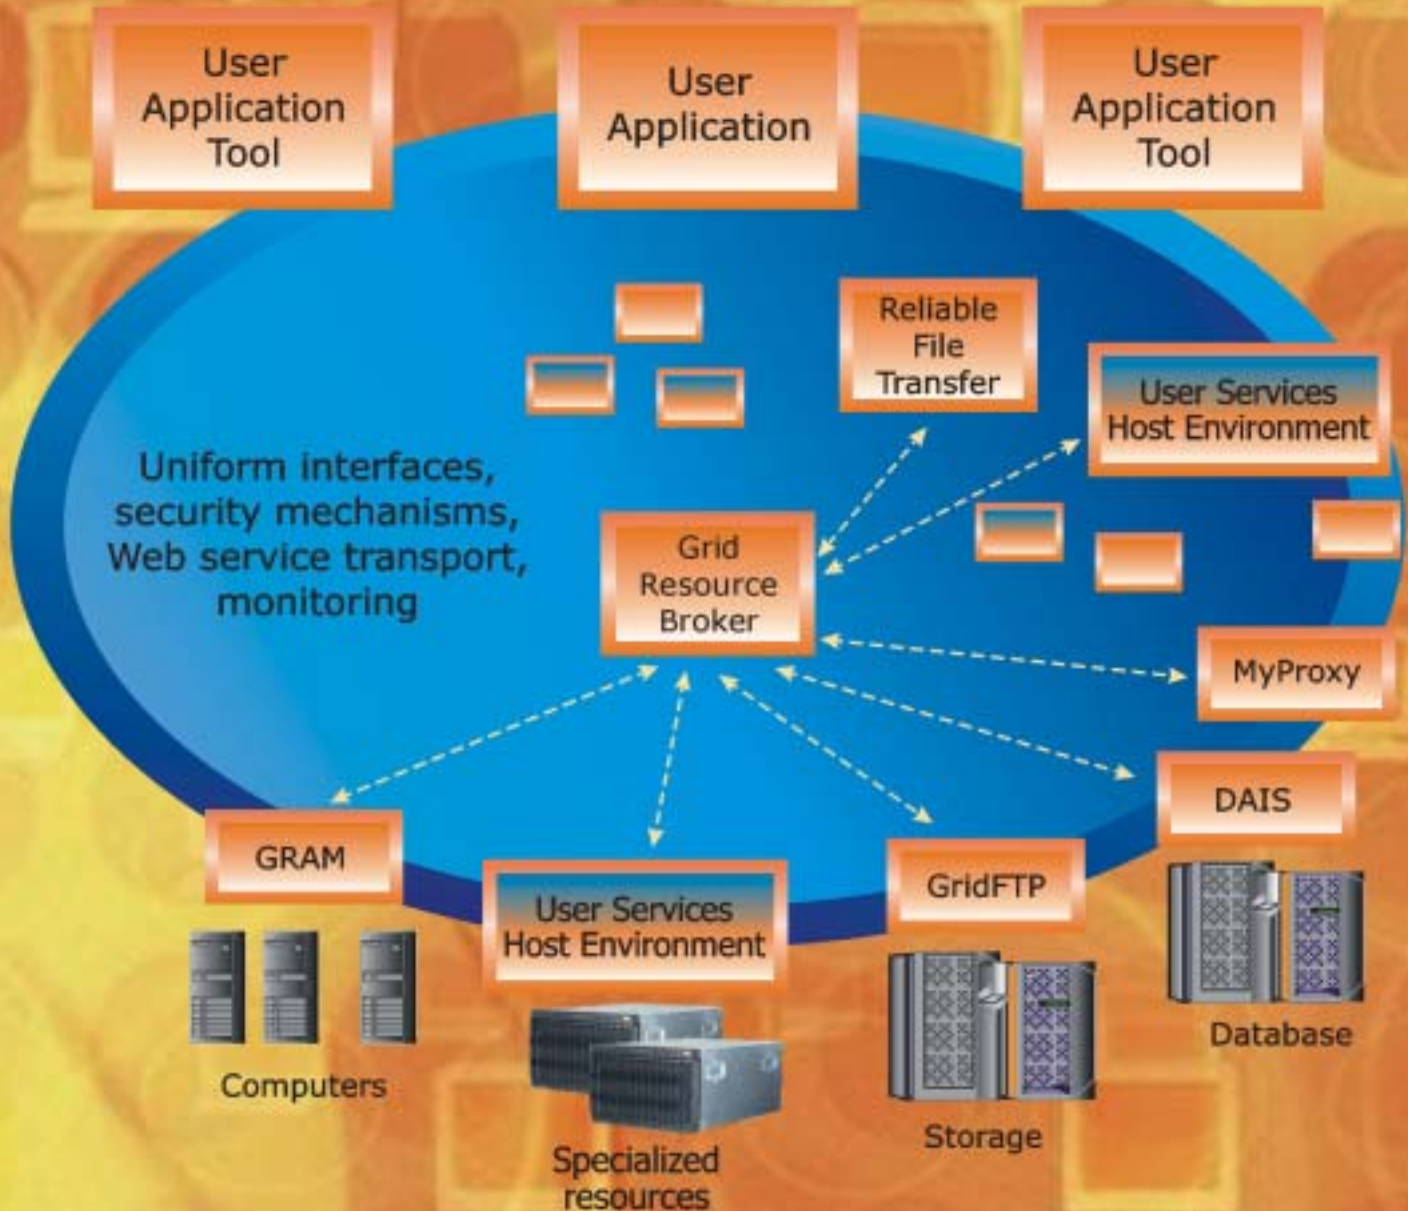 User
Application
Tool
User
Application
User
Application
Tool
Reliable
File
Transfer
User Services
Host Environment
Uniform interfaces,
security mechanisms,
Web service transport,
monitoring
Grid
Resource
Broker
MyProxy
DAIS
GRAM
User Services
Host Environment
GridFTP
Database
Computers
Storage
Specialized
resources